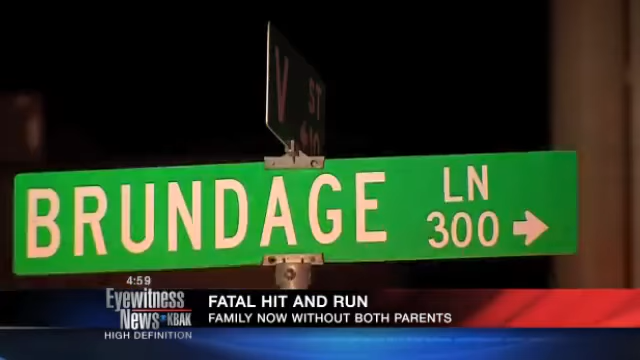 V ST
BRUNDAGE LN
300
4:59
Eyewitness
News KBAK
HIGH DEFINITION
FATAL HIT AND RUN
FAMILY NOW WITHOUT BOTH PARENTS